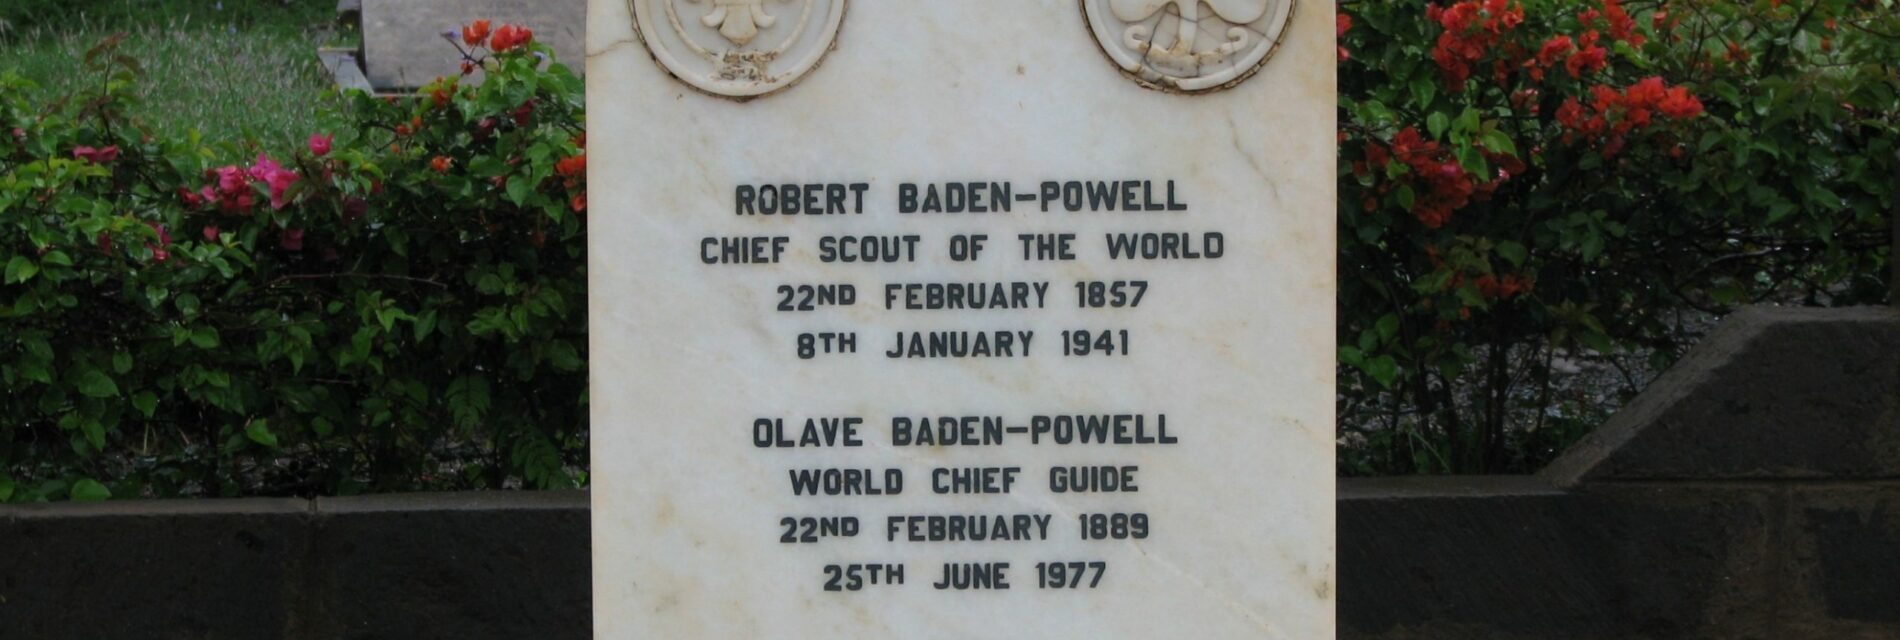 ROBERT BADEN-POWELL
CHIEF SCOUT OF THE WORLD
22ND FEBRUARY 1857
8TH JANUARY 1941
OLAVE BADEN-POWELL
WORLD CHIEF GUIDE
22ND FEBRUARY 1889
25TH JUNE 1977